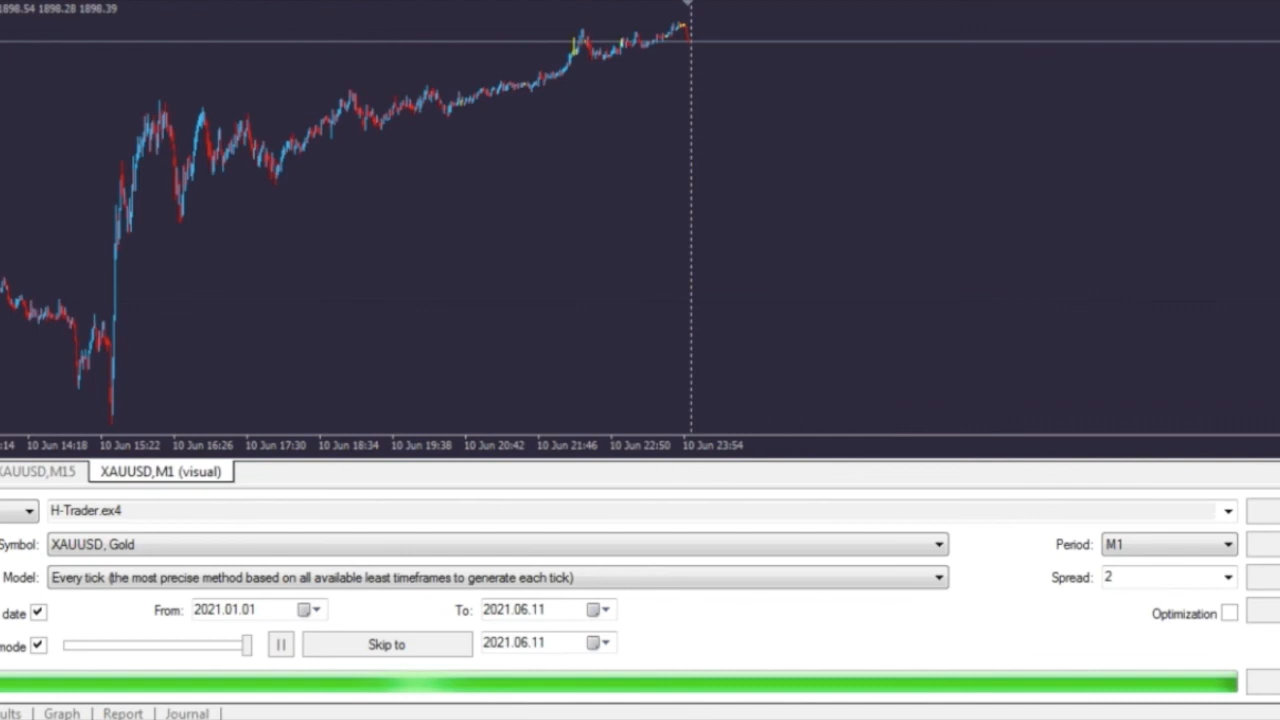 1898.54 1898.28 1898.39
:14 10 Jun 14:18 10 Jun 15:22 10 Jun 16:26 10 Jun 17:30 10 Jun 18:34 10 Jun 19:38 10 Jun 20:42 10 Jun 21:46 10 Jun 22:50 10 Jun 23:54
XAUUSD,M15 XAUUSD,M1 (visual)
H-Trader.ex4
Symbol: XAUUSD, Gold Period: M1
Model: Every tick (the most precise method based on all available least timeframes to generate each tick) Spread: 2
date From: 2021.01.01 To: 2021.06.11 Optimization
mode Skip to 2021.06.11
ults | Graph | Report | Journal |